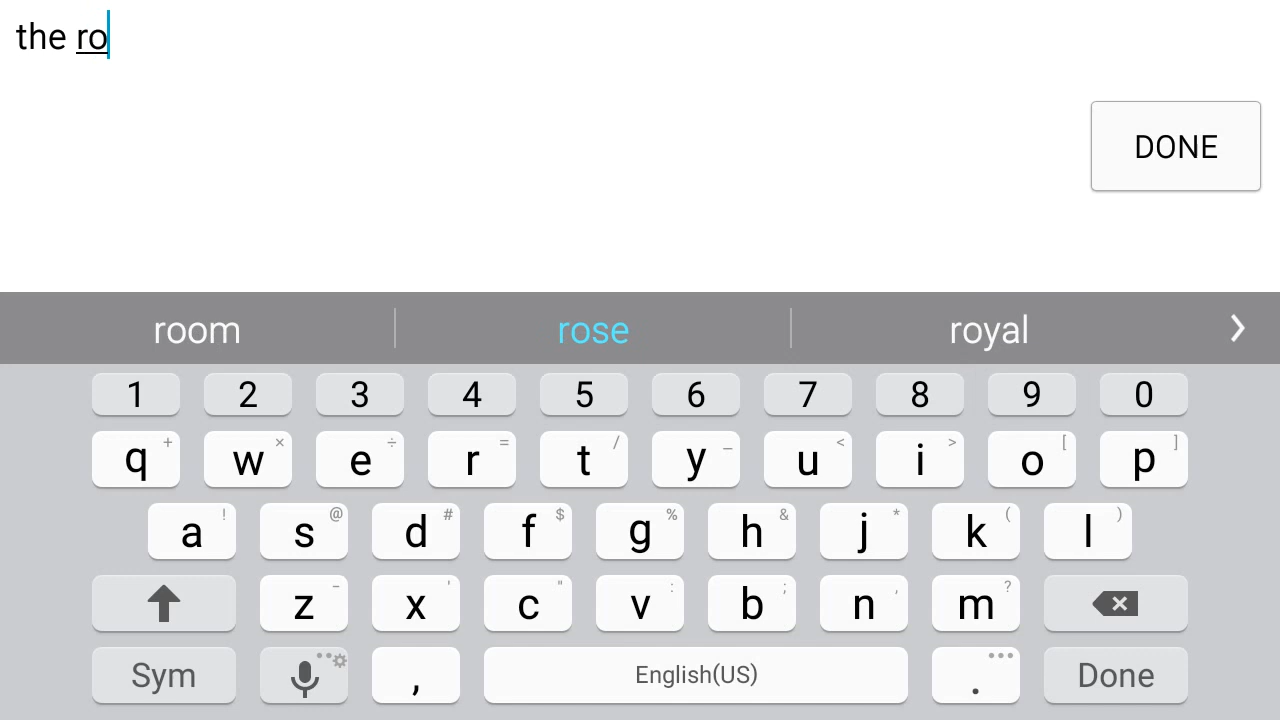 the ro
DONE
room rose royal
1 2 3 4 5 6 7 8 9 0
q + w × e ÷ r = t / y _ u < i > o [ p ]
a ! s @ d # f $ g % h & j * k ( l )
z - x ' c " v : b ; n , m ?
Sym , English(US) . Done